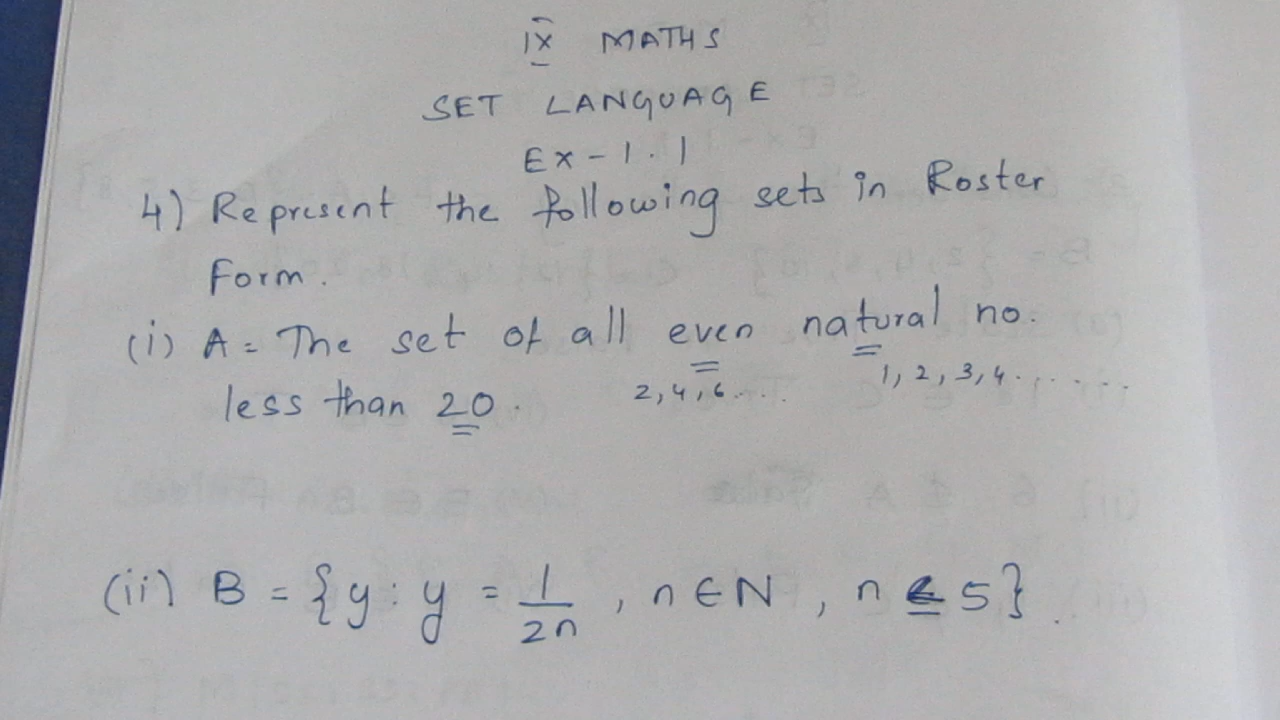 IX MATHS
SET LANGUAGE
Ex - 1.1
4) Represent the following sets in Roster
Form.
(i) A = The set of all even natural no.
2, 4, 6.... 1, 2, 3, 4.......
less than 20.
(ii) B = {y : y = 1/2n , n ∈ N , n ≤ 5}.